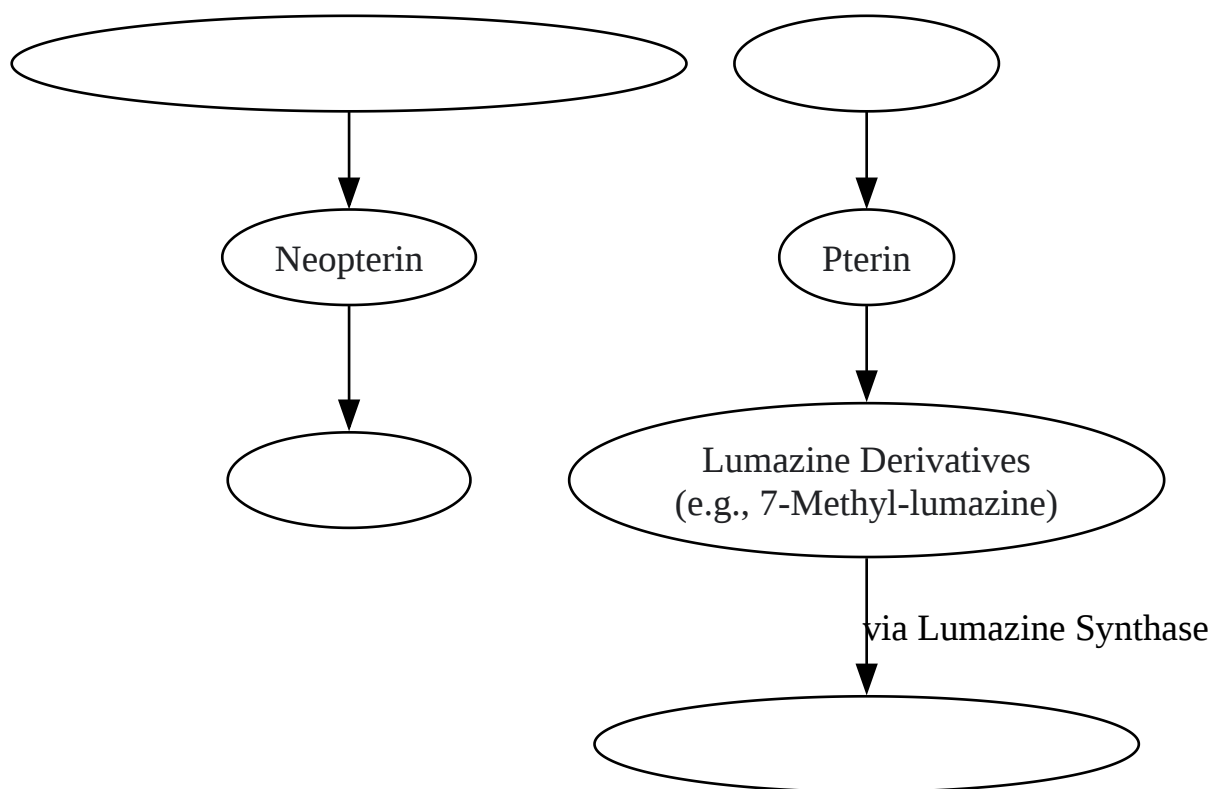 Neopterin
Pterin
Lumazine Derivatives
(e.g., 7-Methyl-lumazine)
via Lumazine Synthase